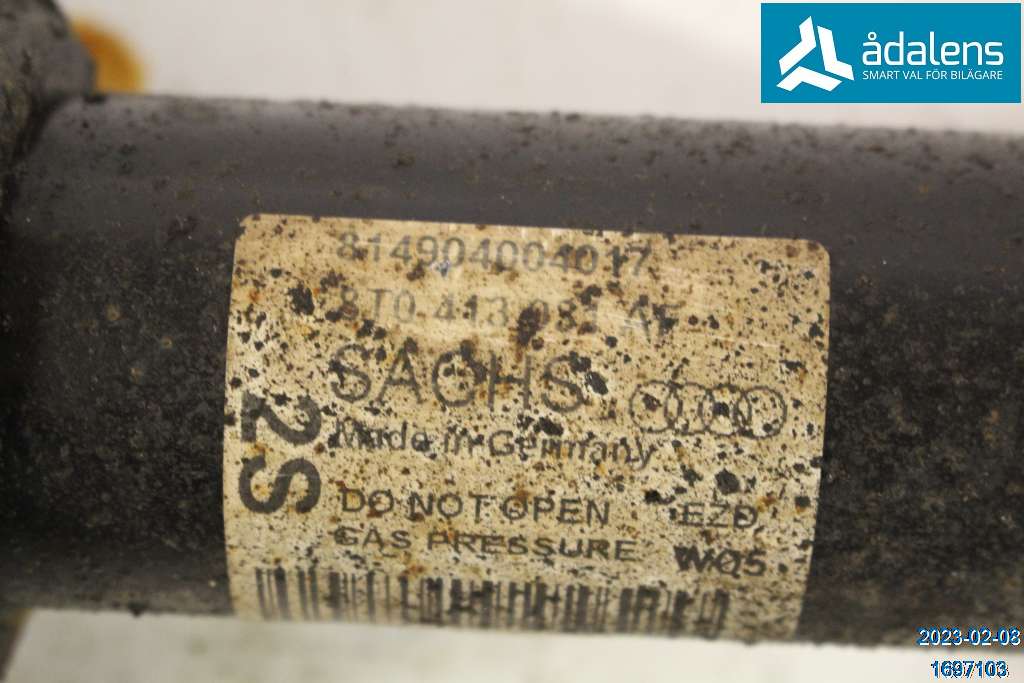 ådalens
SMART VAL FÖR BILÄGARE
814904004017
8T0 413 031 AF
SACHS
Made in Germany
2S
DO NOT OPEN EZD
GAS PRESSURE WQ5
2023-02-08
1697103